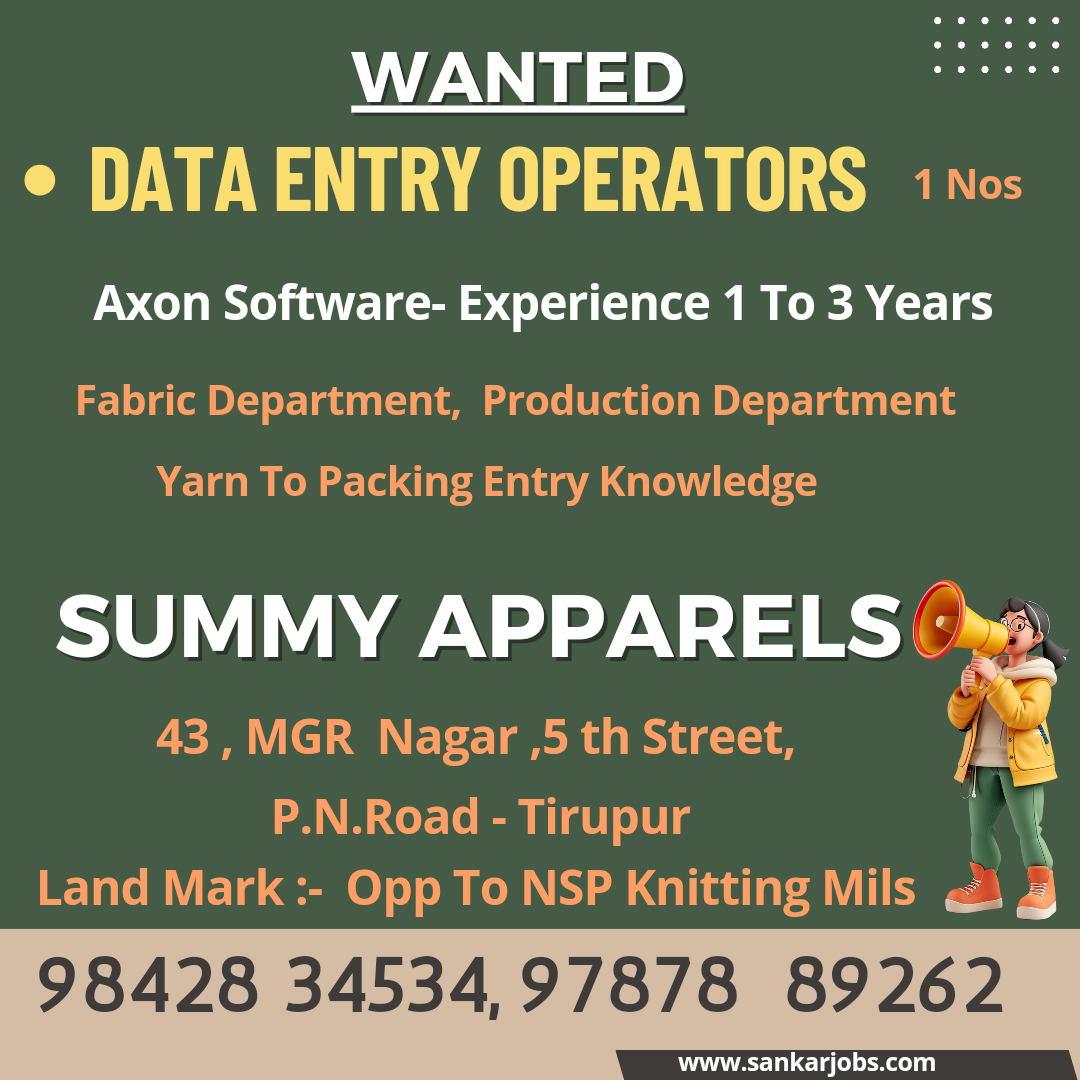 WANTED
• DATA ENTRY OPERATORS 1 Nos
Axon Software- Experience 1 To 3 Years
Fabric Department, Production Department
Yarn To Packing Entry Knowledge
SUMMY APPARELS
43 , MGR Nagar ,5 th Street,
P.N.Road - Tirupur
Land Mark :- Opp To NSP Knitting Mils
98428 34534, 97878 89262
www.sankarjobs.com